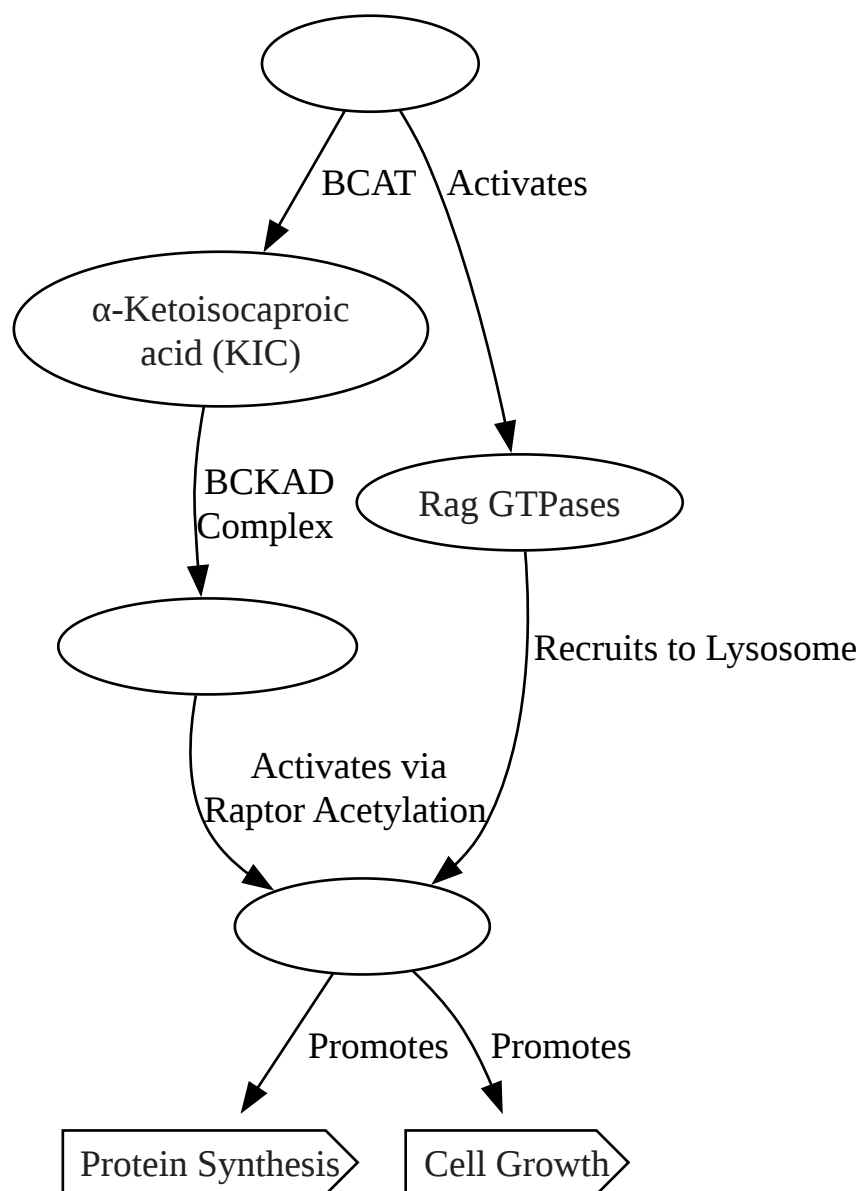 BCAT
Activates
α-Ketoisocaproic
acid (KIC)
BCKAD
Complex
Rag GTPases
Recruits to Lysosome
Activates via
Raptor Acetylation
Promotes
Promotes
Protein Synthesis
Cell Growth